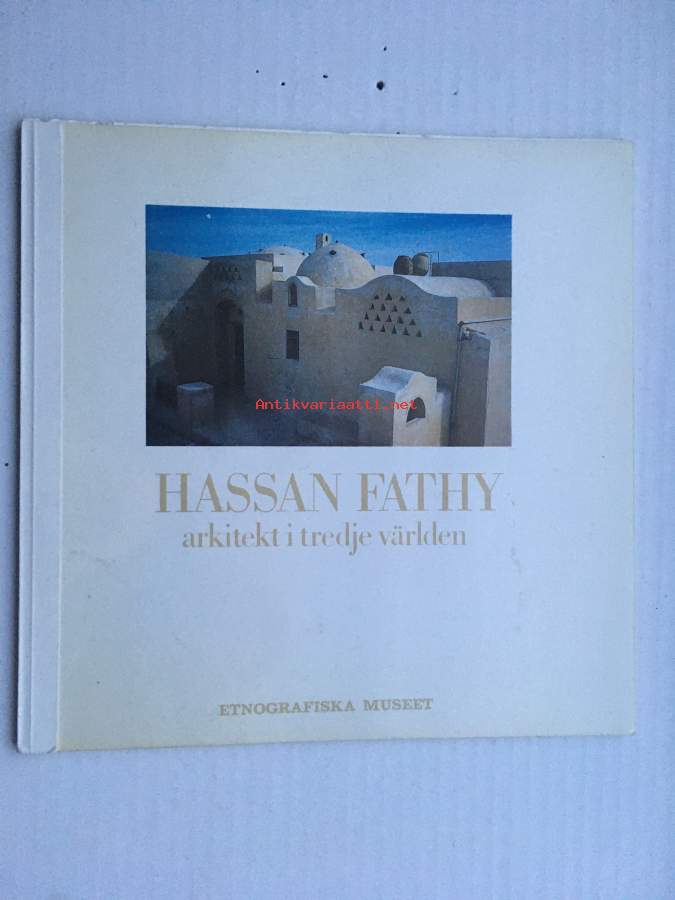 Antikvariaatti.net
HASSAN FATHY
arkitekt i tredje världen
ETNOGRAFISKA MUSEET